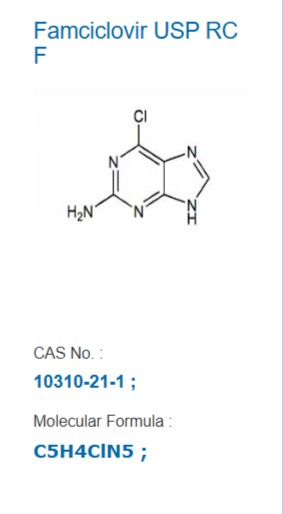 Famciclovir USP RC
F
Cl
N
N
H₂N
N
N
H
CAS No. :
10310-21-1 ;
Molecular Formula :
C5H4ClN5 ;